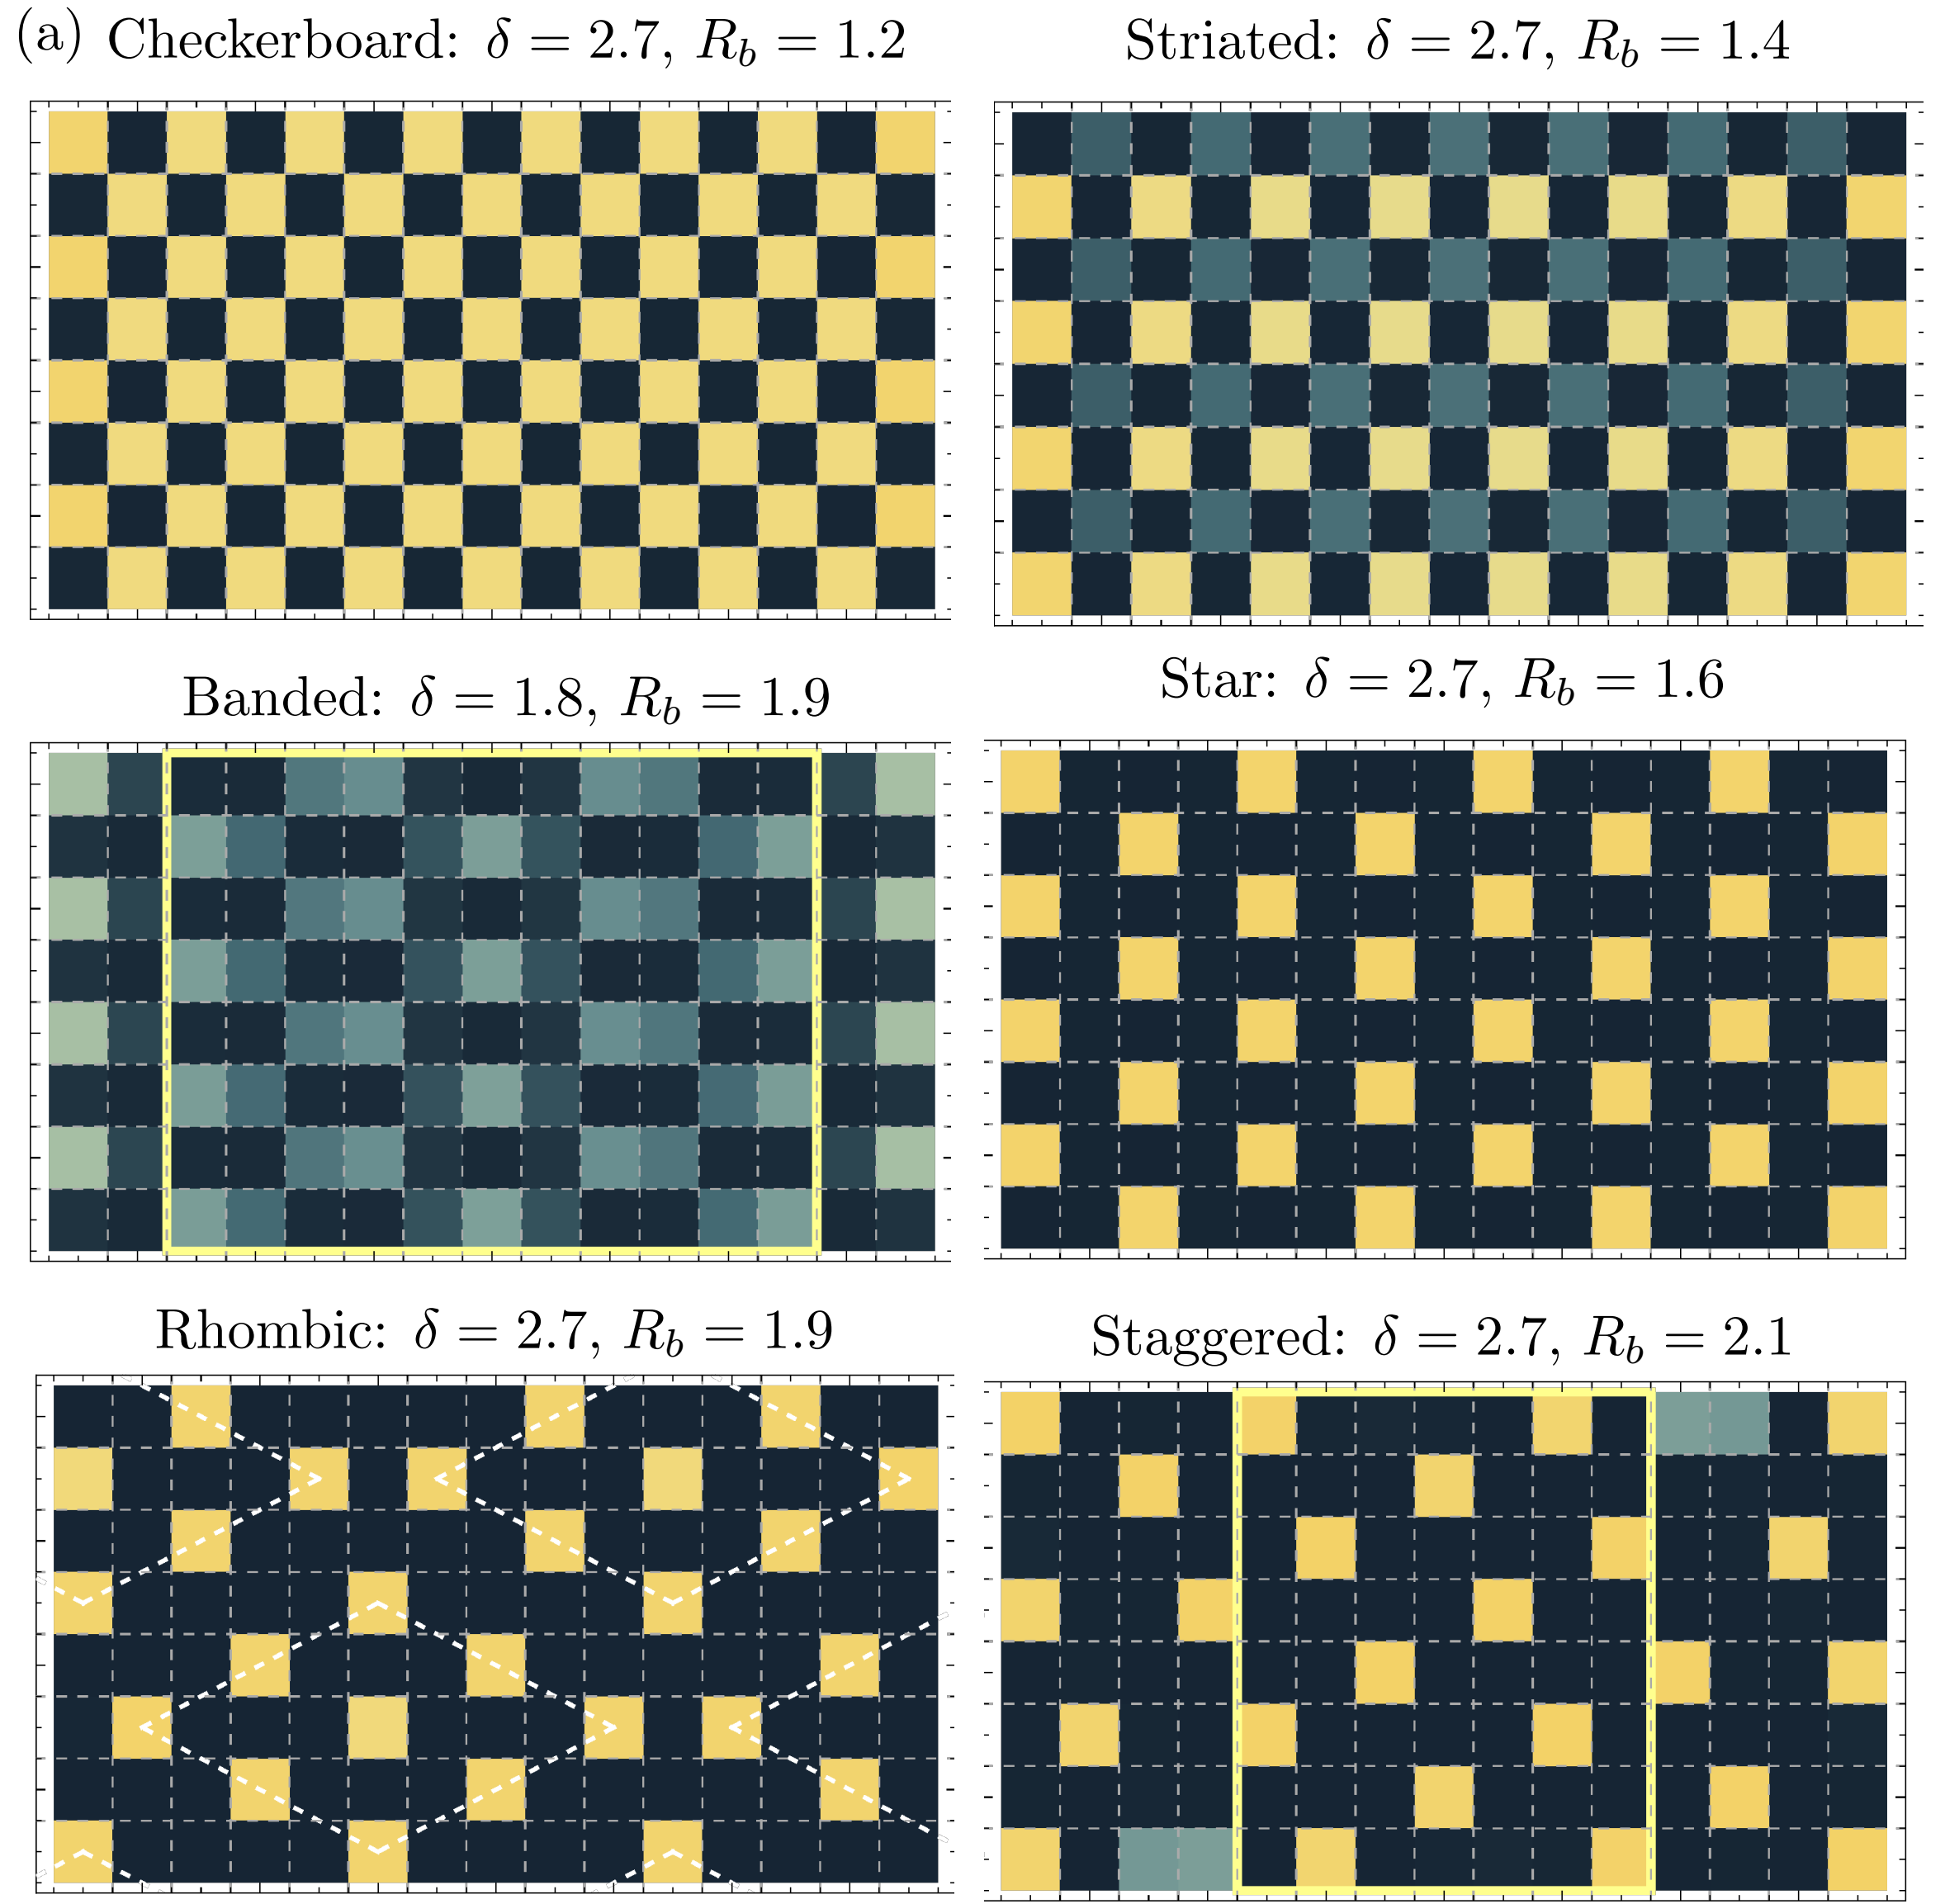 (a) Checkerboard: δ = 2.7, R_b = 1.2
Striated: δ = 2.7, R_b = 1.4
Banded: δ = 1.8, R_b = 1.9
Star: δ = 2.7, R_b = 1.6
Rhombic: δ = 2.7, R_b = 1.9
Staggered: δ = 2.7, R_b = 2.1